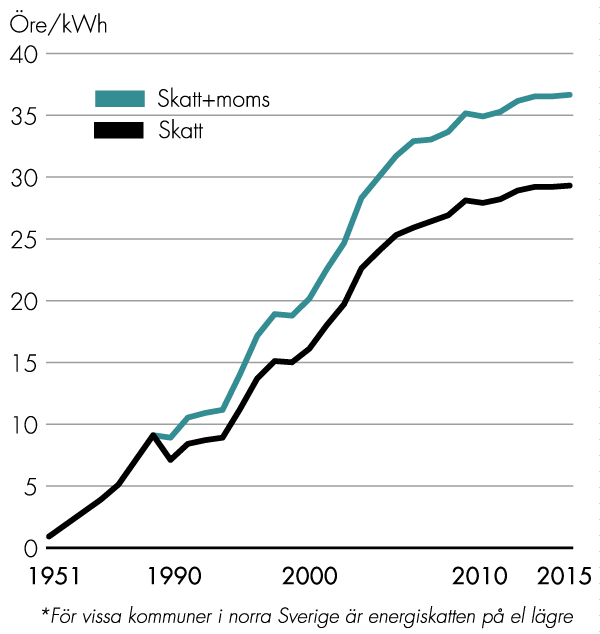 Öre/kWh
40
Skatt+moms
35
Skatt
30
25
20
15
10
5
0
1951 1990 2000 2010 2015
*För vissa kommuner i norra Sverige är energiskatten på el lägre